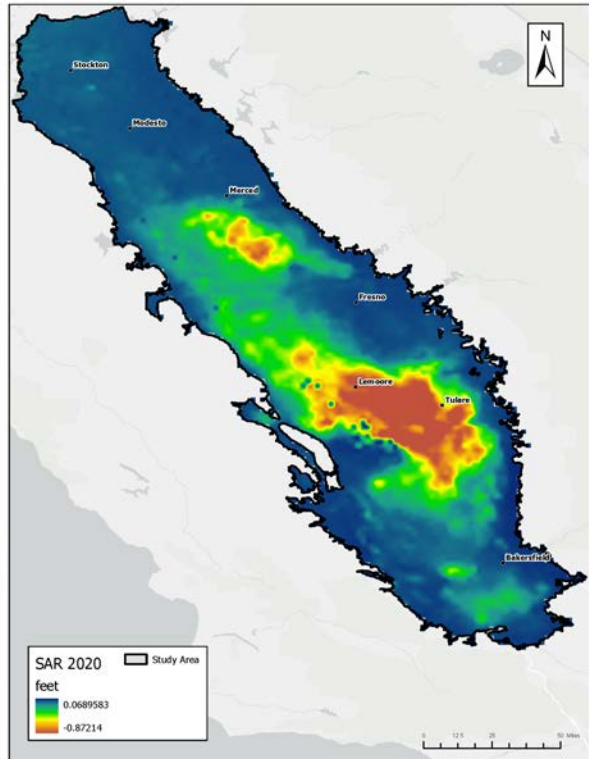 N
Stockton
Modesto
Merced
Fresno
Lemoore
Tulare
Bakersfield
SAR 2020 Study Area
feet
0.0689583
-0.87214
0 12.5 25 50 Miles